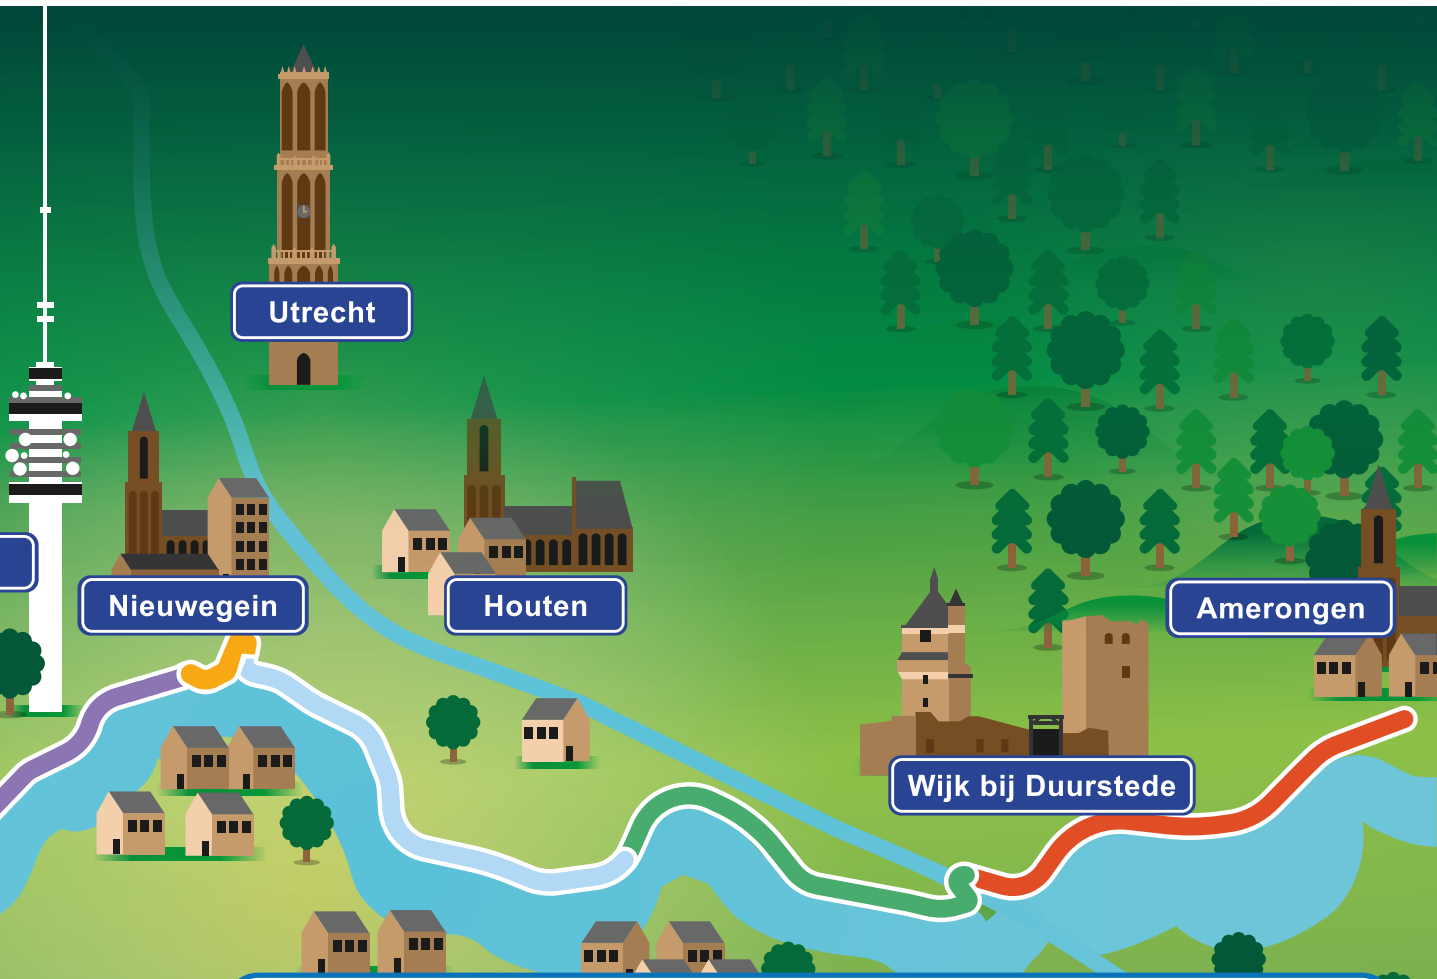 Utrecht
Nieuwegein
Houten
Amerongen
Wijk bij Duurstede